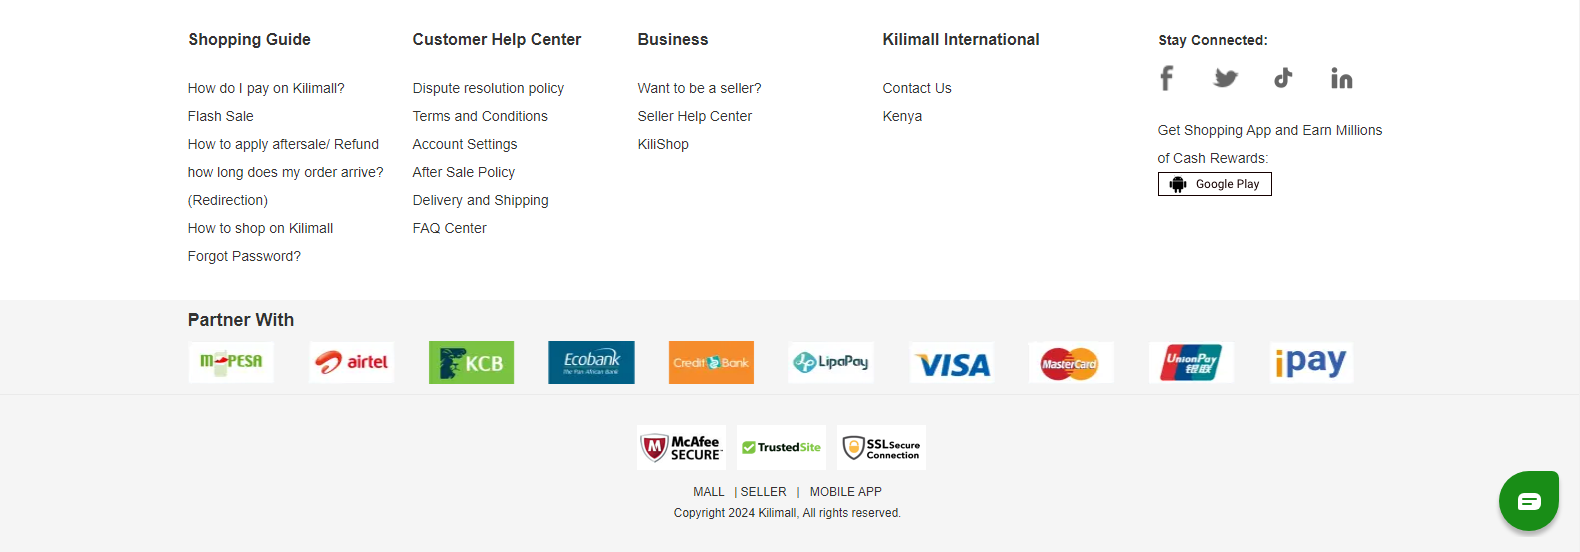 Shopping Guide
How do I pay on Kilimall?
Flash Sale
How to apply aftersale/ Refund
how long does my order arrive?
(Redirection)
How to shop on Kilimall
Forgot Password?
Customer Help Center
Dispute resolution policy
Terms and Conditions
Account Settings
After Sale Policy
Delivery and Shipping
FAQ Center
Business
Want to be a seller?
Seller Help Center
KiliShop
Kilimall International
Contact Us
Kenya
Stay Connected:
Get Shopping App and Earn Millions
of Cash Rewards:
Google Play
Partner With
M-PESA
airtel
KCB
Ecobank
The Pan African Bank
Credit Bank
LP LipaPay
VISA
MasterCard
UnionPay
银联
ipay
McAfee
SECURE™
TrustedSite
SSL Secure
Connection
MALL | SELLER | MOBILE APP
Copyright 2024 Kilimall, All rights reserved.